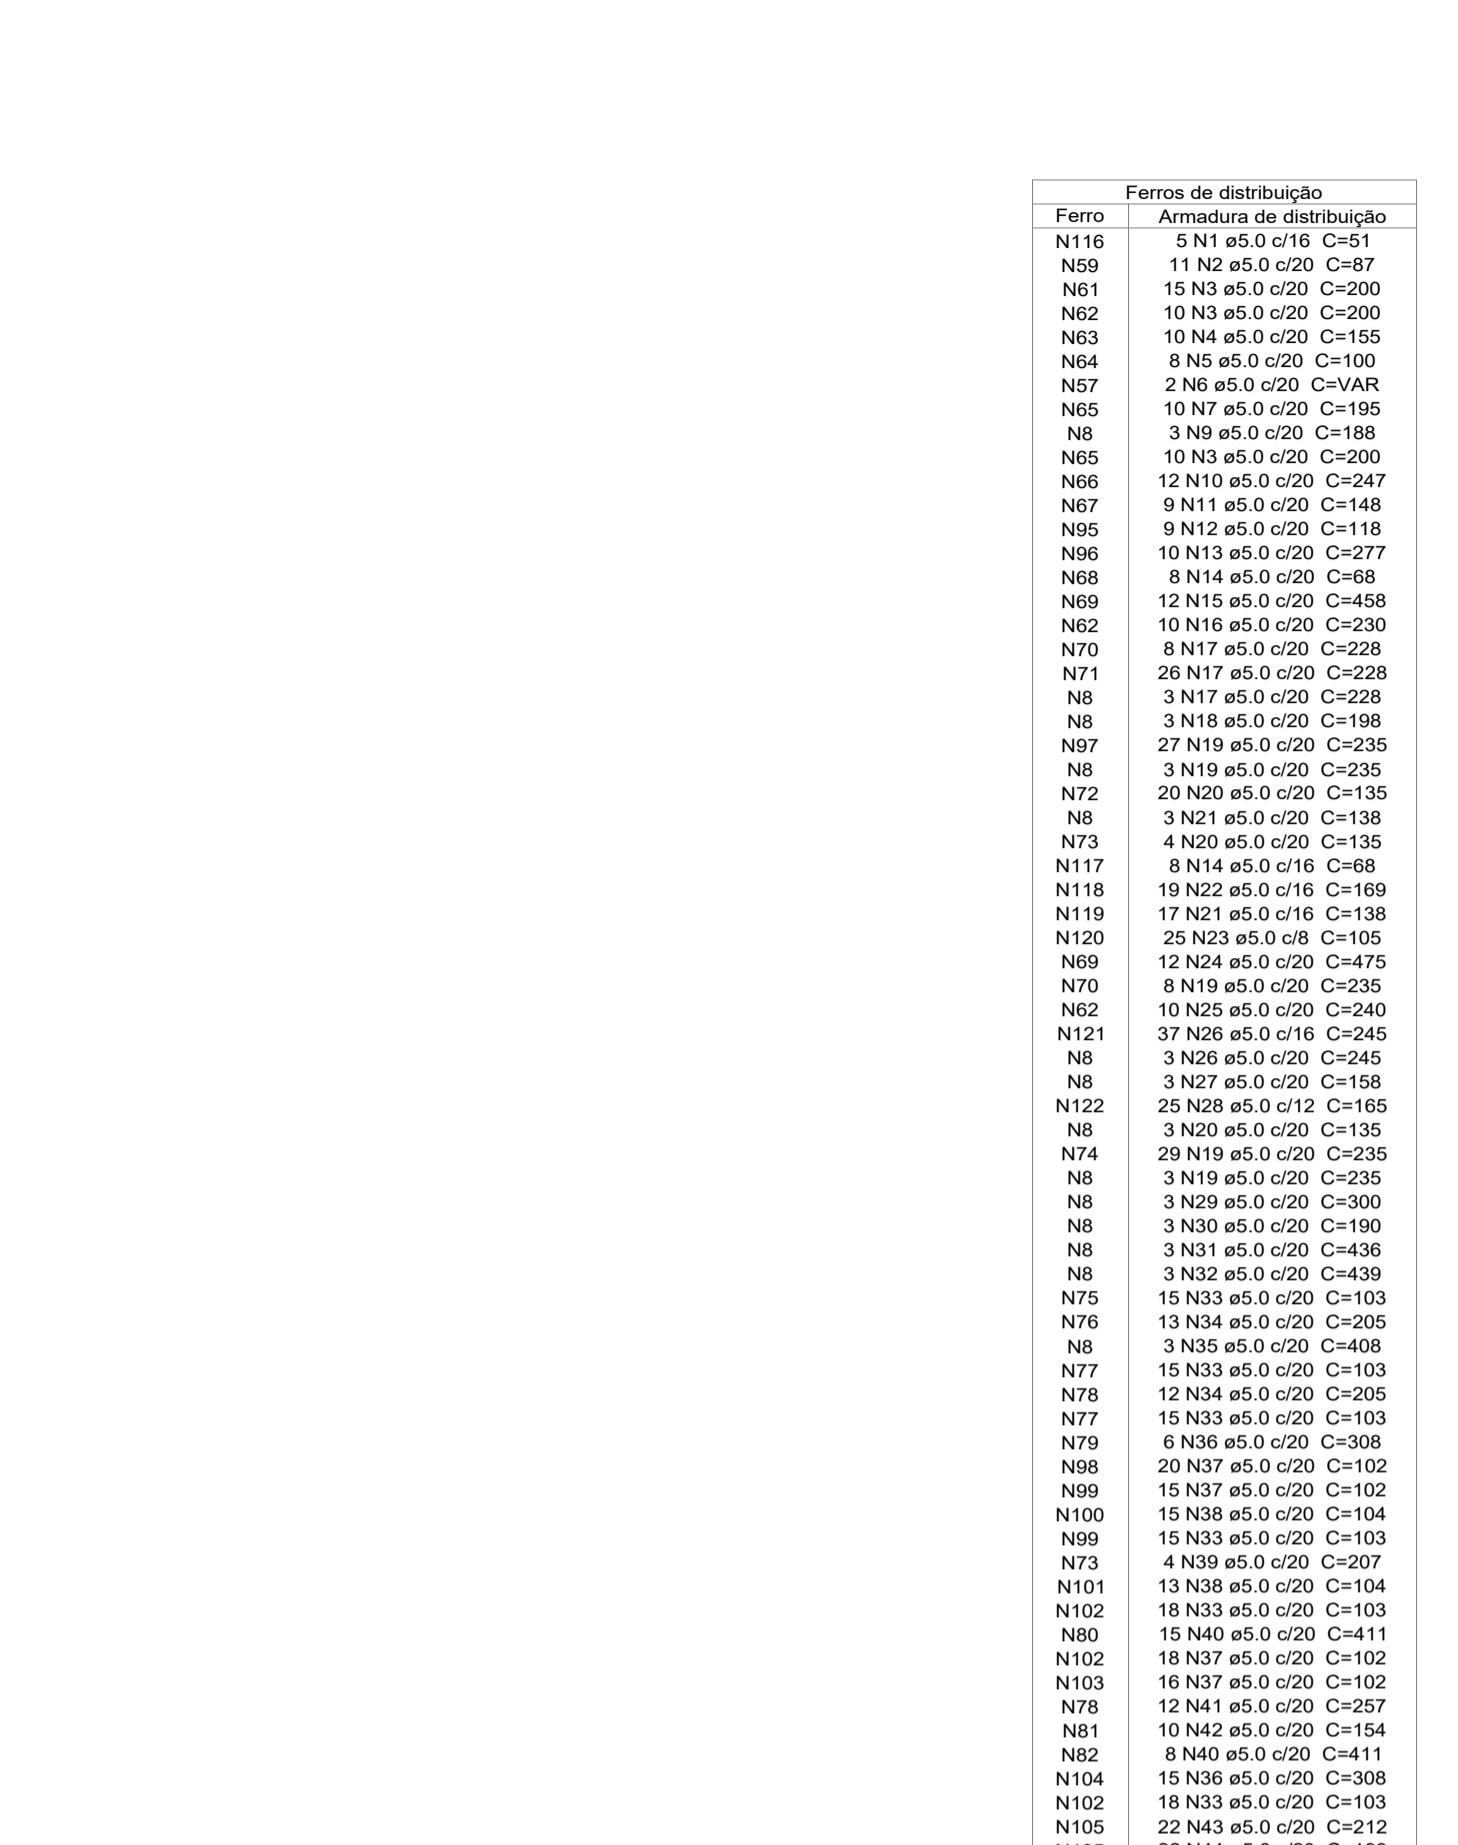 Ferros de distribuição
Ferro Armadura de distribuição
N116 5 N1 ø5.0 c/16 C=51
N59 11 N2 ø5.0 c/20 C=87
N61 15 N3 ø5.0 c/20 C=200
N62 10 N3 ø5.0 c/20 C=200
N63 10 N4 ø5.0 c/20 C=155
N64 8 N5 ø5.0 c/20 C=100
N57 2 N6 ø5.0 c/20 C=VAR
N65 10 N7 ø5.0 c/20 C=195
N8 3 N9 ø5.0 c/20 C=188
N65 10 N3 ø5.0 c/20 C=200
N66 12 N10 ø5.0 c/20 C=247
N67 9 N11 ø5.0 c/20 C=148
N95 9 N12 ø5.0 c/20 C=118
N96 10 N13 ø5.0 c/20 C=277
N68 8 N14 ø5.0 c/20 C=68
N69 12 N15 ø5.0 c/20 C=458
N62 10 N16 ø5.0 c/20 C=230
N70 8 N17 ø5.0 c/20 C=228
N71 26 N17 ø5.0 c/20 C=228
N8 3 N17 ø5.0 c/20 C=228
N8 3 N18 ø5.0 c/20 C=198
N97 27 N19 ø5.0 c/20 C=235
N8 3 N19 ø5.0 c/20 C=235
N72 20 N20 ø5.0 c/20 C=135
N8 3 N21 ø5.0 c/20 C=138
N73 4 N20 ø5.0 c/20 C=135
N117 8 N14 ø5.0 c/16 C=68
N118 19 N22 ø5.0 c/16 C=169
N119 17 N21 ø5.0 c/16 C=138
N120 25 N23 ø5.0 c/8 C=105
N69 12 N24 ø5.0 c/20 C=475
N70 8 N19 ø5.0 c/20 C=235
N62 10 N25 ø5.0 c/20 C=240
N121 37 N26 ø5.0 c/16 C=245
N8 3 N26 ø5.0 c/20 C=245
N8 3 N27 ø5.0 c/20 C=158
N122 25 N28 ø5.0 c/12 C=165
N8 3 N20 ø5.0 c/20 C=135
N74 29 N19 ø5.0 c/20 C=235
N8 3 N19 ø5.0 c/20 C=235
N8 3 N29 ø5.0 c/20 C=300
N8 3 N30 ø5.0 c/20 C=190
N8 3 N31 ø5.0 c/20 C=436
N8 3 N32 ø5.0 c/20 C=439
N75 15 N33 ø5.0 c/20 C=103
N76 13 N34 ø5.0 c/20 C=205
N8 3 N35 ø5.0 c/20 C=408
N77 15 N33 ø5.0 c/20 C=103
N78 12 N34 ø5.0 c/20 C=205
N77 15 N33 ø5.0 c/20 C=103
N79 6 N36 ø5.0 c/20 C=308
N98 20 N37 ø5.0 c/20 C=102
N99 15 N37 ø5.0 c/20 C=102
N100 15 N38 ø5.0 c/20 C=104
N99 15 N33 ø5.0 c/20 C=103
N73 4 N39 ø5.0 c/20 C=207
N101 13 N38 ø5.0 c/20 C=104
N102 18 N33 ø5.0 c/20 C=103
N80 15 N40 ø5.0 c/20 C=411
N102 18 N37 ø5.0 c/20 C=102
N103 16 N37 ø5.0 c/20 C=102
N78 12 N41 ø5.0 c/20 C=257
N81 10 N42 ø5.0 c/20 C=154
N82 8 N40 ø5.0 c/20 C=411
N104 15 N36 ø5.0 c/20 C=308
N102 18 N33 ø5.0 c/20 C=103
N105 22 N43 ø5.0 c/20 C=212